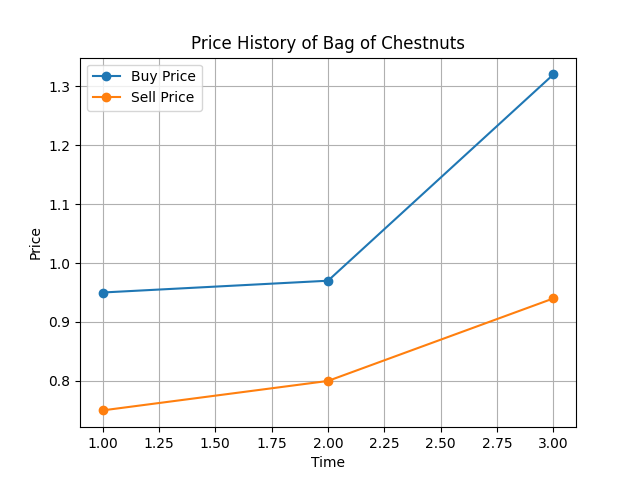 Price History of Bag of Chestnuts
Buy Price
Sell Price
1.3
1.2
1.1
1.0
0.9
0.8
Price
1.00 1.25 1.50 1.75 2.00 2.25 2.50 2.75 3.00
Time